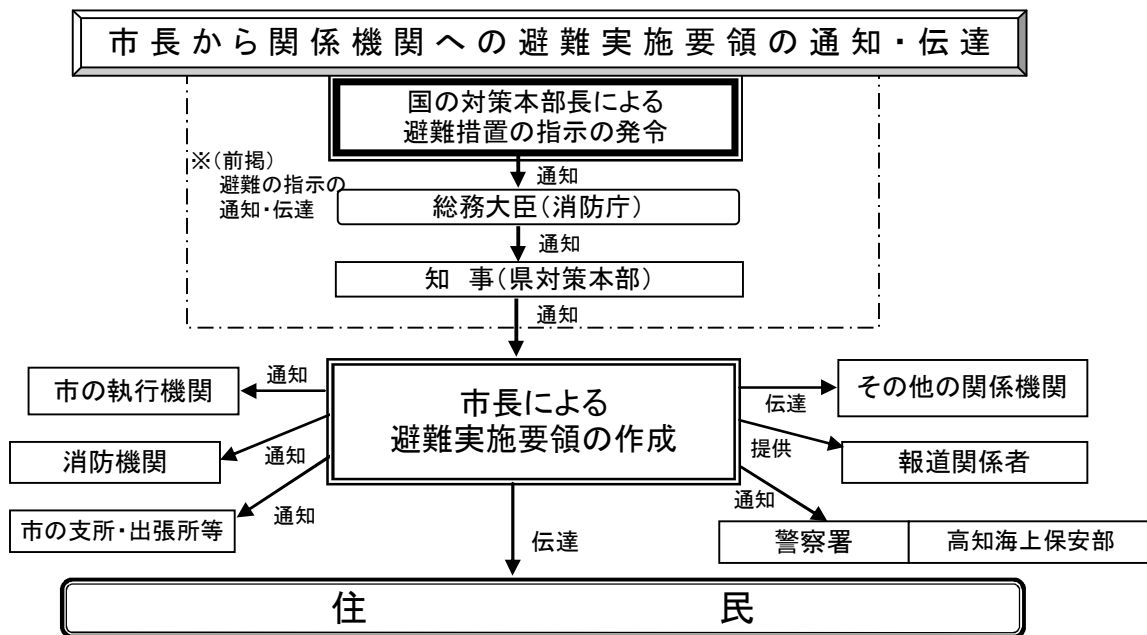 市長から関係機関への避難実施要領の通知・伝達
国の対策本部長による
避難措置の指示の発令
※(前掲)
避難の指示の
通知・伝達
通知
総務大臣(消防庁)
通知
知 事(県対策本部)
通知
市の執行機関
通知
市長による
避難実施要領の作成
伝達
その他の関係機関
消防機関
通知
提供
報道関係者
市の支所・出張所等
通知
伝達
通知
警察署
高知海上保安部
住 民